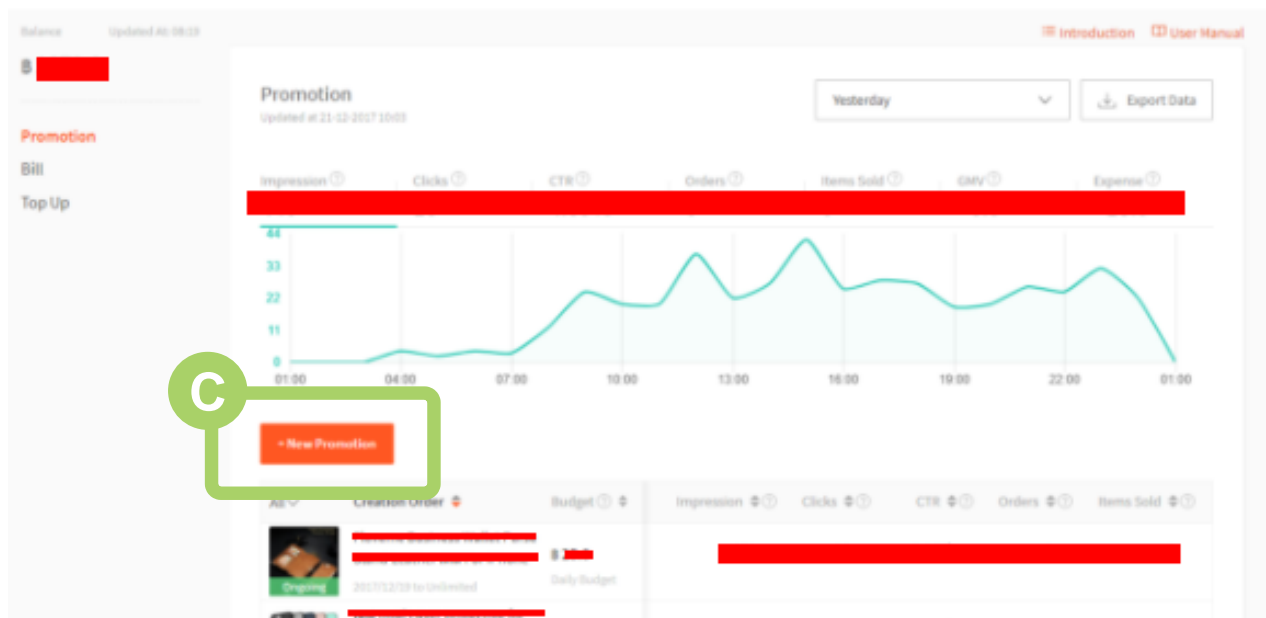 Balance Updated At: 08:19
Introduction User Manual
฿
Promotion
Updated at 21-12-2017 10:03
Yesterday
Export Data
Promotion
Bill
Top Up
Impression Clicks CTR Orders Items Sold GMV Expense
44
33
22
11
0
01:00 04:00 07:00 10:00 13:00 16:00 19:00 22:00 01:00
C
+ New Promotion
All Creation Order Budget Impression Clicks CTR Orders Items Sold
฿
Ongoing
2017/12/19 to Unlimited
Daily Budget